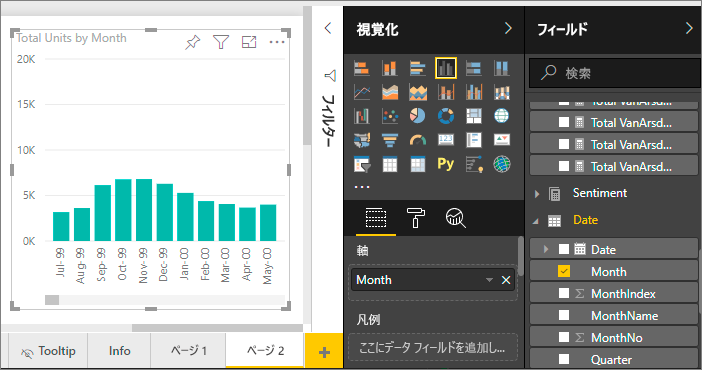 Total Units by Month
20K
15K
10K
5K
0K
Jul-99
Aug-99
Sep-99
Oct-99
Nov-99
Dec-99
Jan-00
Feb-00
Mar-00
Apr-00
May-00
Tooltip
Info
ページ 1
ページ 2
フィルター
視覚化
Py
軸
Month
凡例
ここにデータ フィールドを追加し...
フィールド
検索
Total VanArsd...
Total VanArsd...
Total VanArsd...
Total VanArsd...
Sentiment
Date
Date
Month
MonthIndex
MonthName
MonthNo
Quarter